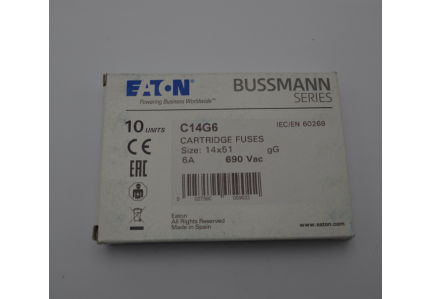 EATON
Powering Business Worldwide™
BUSSMANN
SERIES
10 UNITS
C14G6
IEC/EN 60269
CARTRIDGE FUSES
Size: 14x51 gG
6A 690 Vac
CE
EAC
Eaton
All Rights Reserved
Made in Spain
www.eaton.com